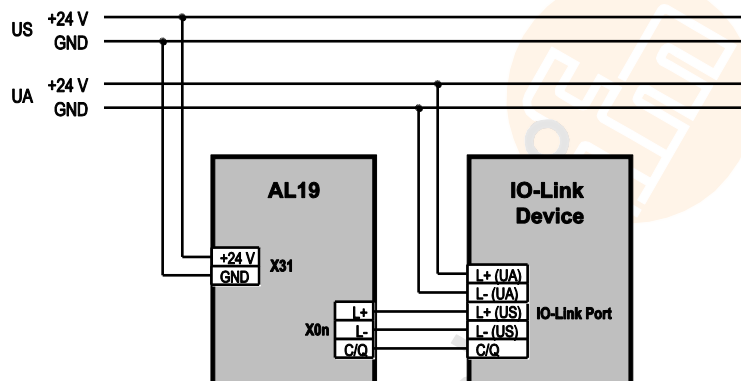 US +24 V
GND
UA +24 V
GND
AL19
IO-Link
Device
+24 V
GND
X31
L+ (UA)
L- (UA)
L+ (US)
L- (US)
C/Q
IO-Link Port
X0n
L+
L-
C/Q